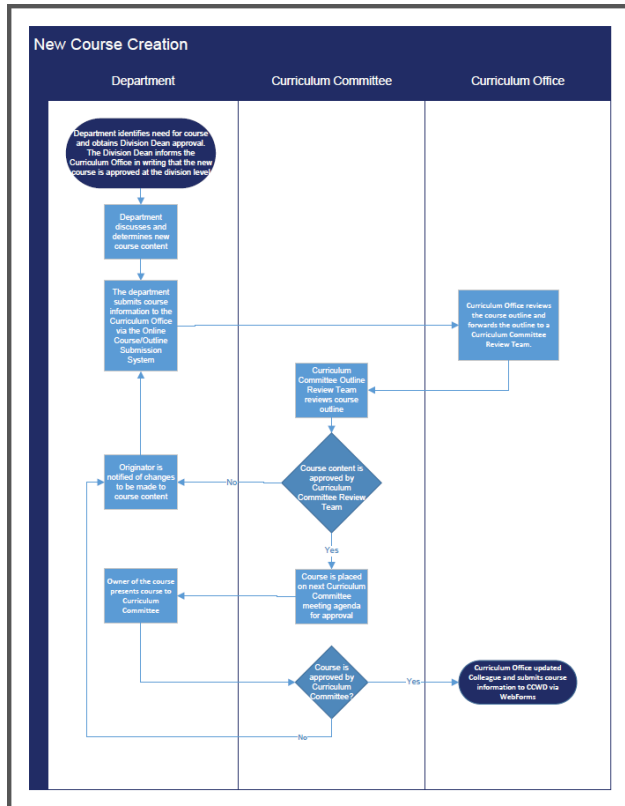 New Course Creation
Department
Curriculum Committee
Curriculum Office
Department identifies need for course
and obtains Division Dean approval.
The Division Dean informs the
Curriculum Office in writing that the new
course is approved at the division level
Department
discusses and
determines new
course content
The department
submits course
information to the
Curriculum Office
via the Online
Course/Outline
Submission
System
Curriculum Office reviews
the course outline and
forwards the outline to a
Curriculum Committee
Review Team.
Curriculum
Committee Outline
Review Team
reviews course
outline
Course content is
approved by
Curriculum
Committee Review
Team
No
Originator is
notified of changes
to be made to
course content
Yes
Course is placed
on next Curriculum
Committee
meeting agenda
for approval
Owner of the course
presents course to
Curriculum
Committee
Course is
approved by
Curriculum
Committee?
Yes
Curriculum Office updated
Colleague and submits course
information to CCWD via
WebForms
No